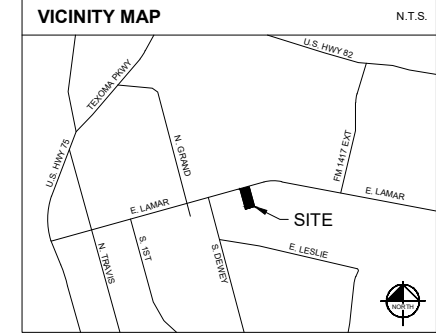 VICINITY MAP
N.T.S.
U.S. HWY 82
TEXOMA PKWY
U.S. HWY 75
N. GRAND
FM 1417 EXT
E. LAMAR
E. LAMAR
SITE
N. TRAVIS
S. 1ST
S. DEWEY
E. LESLIE
NORTH